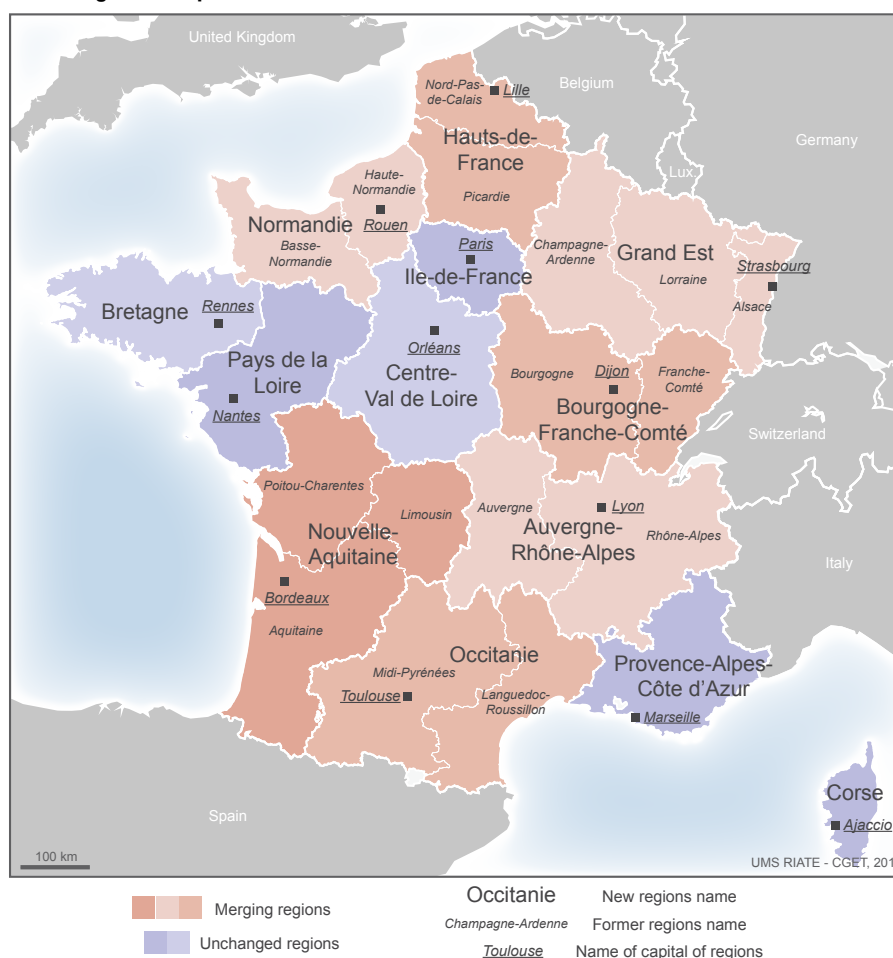 United Kingdom
Belgium
Germany
Nord-Pas-
de-Calais
Lille
Hauts-de-
France
Lux.
Picardie
Haute-
Normandie
Rouen
Normandie
Basse-
Normandie
Paris
Ile-de-France
Champagne-
Ardenne
Grand Est
Lorraine
Strasbourg
Alsace
Bretagne
Rennes
Pays de la
Loire
Nantes
Orléans
Centre-
Val de Loire
Bourgogne
Dijon
Franche-
Comté
Bourgogne-
Franche-Comté
Switzerland
Poitou-Charentes
Limousin
Nouvelle-
Aquitaine
Bordeaux
Aquitaine
Auvergne
Lyon
Auvergne-
Rhône-Alpes
Rhône-Alpes
Italy
Occitanie
Midi-Pyrénées
Toulouse
Languedoc-
Roussillon
Provence-Alpes-
Côte d'Azur
Marseille
Corse
Ajaccio
Spain
100 km
UMS RIATE - CGET, 201
Merging regions
Unchanged regions
Occitanie New regions name
Champagne-Ardenne Former regions name
Toulouse Name of capital of regions